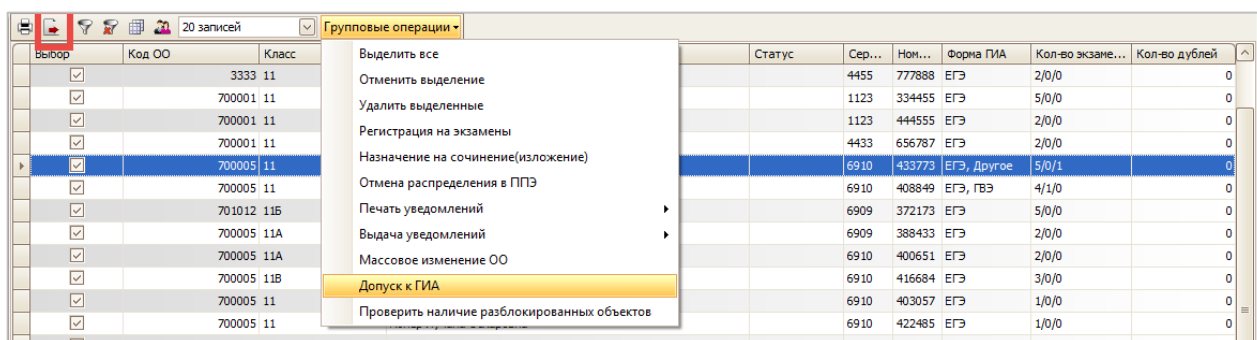 20 записей Групповые операции
Выбор Код ОО Класс Статус Сер... Ном... Форма ГИА Кол-во экзаме... Кол-во дублей
3333 11 4455 777888 ЕГЭ 2/0/0 0
700001 11 1123 334455 ЕГЭ 5/0/0 0
700001 11 1123 444555 ЕГЭ 2/0/0 0
700001 11 4433 656787 ЕГЭ 2/0/0 0
700005 11 6910 433773 ЕГЭ, Другое 5/0/1 0
700005 11 6910 408849 ЕГЭ, ГВЭ 4/1/0 0
701012 11Б 6909 372173 ЕГЭ 5/0/0 0
700005 11А 6909 388433 ЕГЭ 2/0/0 0
700005 11А 6910 400651 ЕГЭ 2/0/0 0
700005 11В 6910 416684 ЕГЭ 3/0/0 0
700005 11 6910 403057 ЕГЭ 1/0/0 0
700005 11 6910 422485 ЕГЭ 1/0/0 0
Выделить все
Отменить выделение
Удалить выделенные
Регистрация на экзамены
Назначение на сочинение(изложение)
Отмена распределения в ППЭ
Печать уведомлений
Выдача уведомлений
Массовое изменение ОО
Допуск к ГИА
Проверить наличие разблокированных объектов